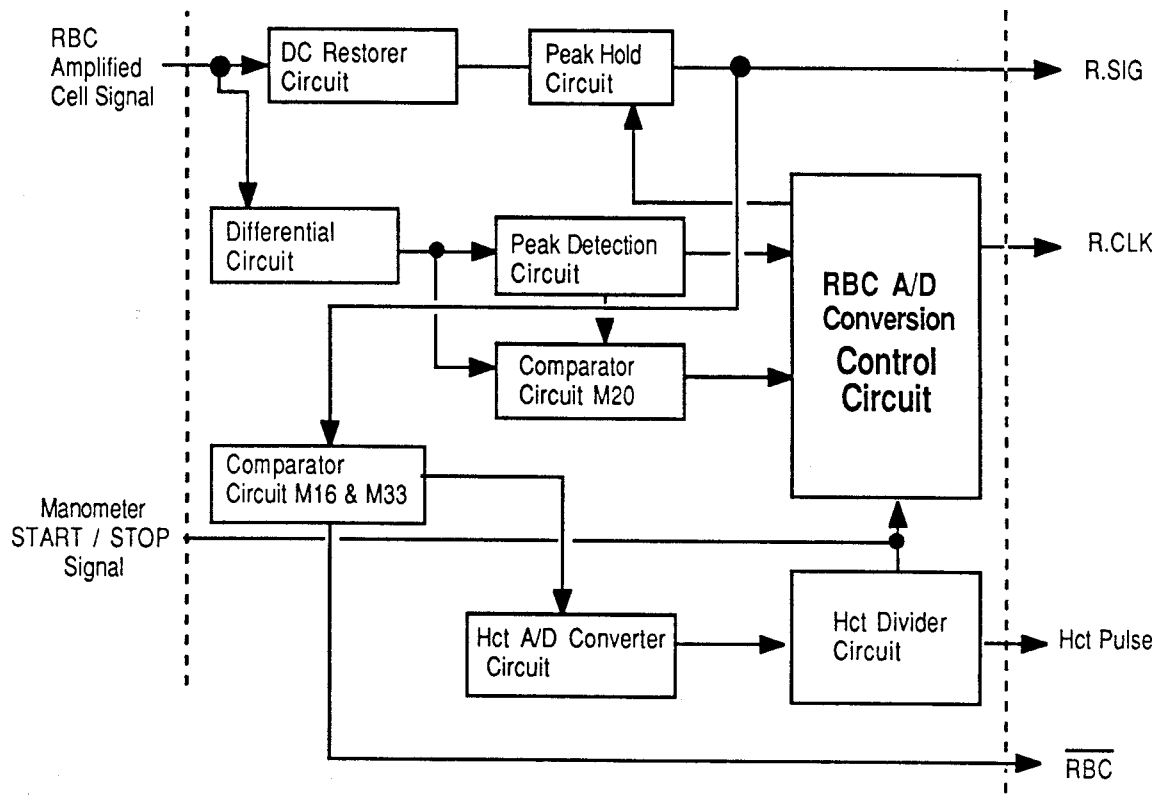 RBC
Amplified
Cell Signal
DC Restorer
Circuit
Peak Hold
Circuit
R.SIG
Differential
Circuit
Peak Detection
Circuit
RBC A/D
Conversion
Control
Circuit
R.CLK
Comparator
Circuit M20
Comparator
Circuit M16 & M33
Manometer
START / STOP
Signal
Hct A/D Converter
Circuit
Hct Divider
Circuit
Hct Pulse
RBC